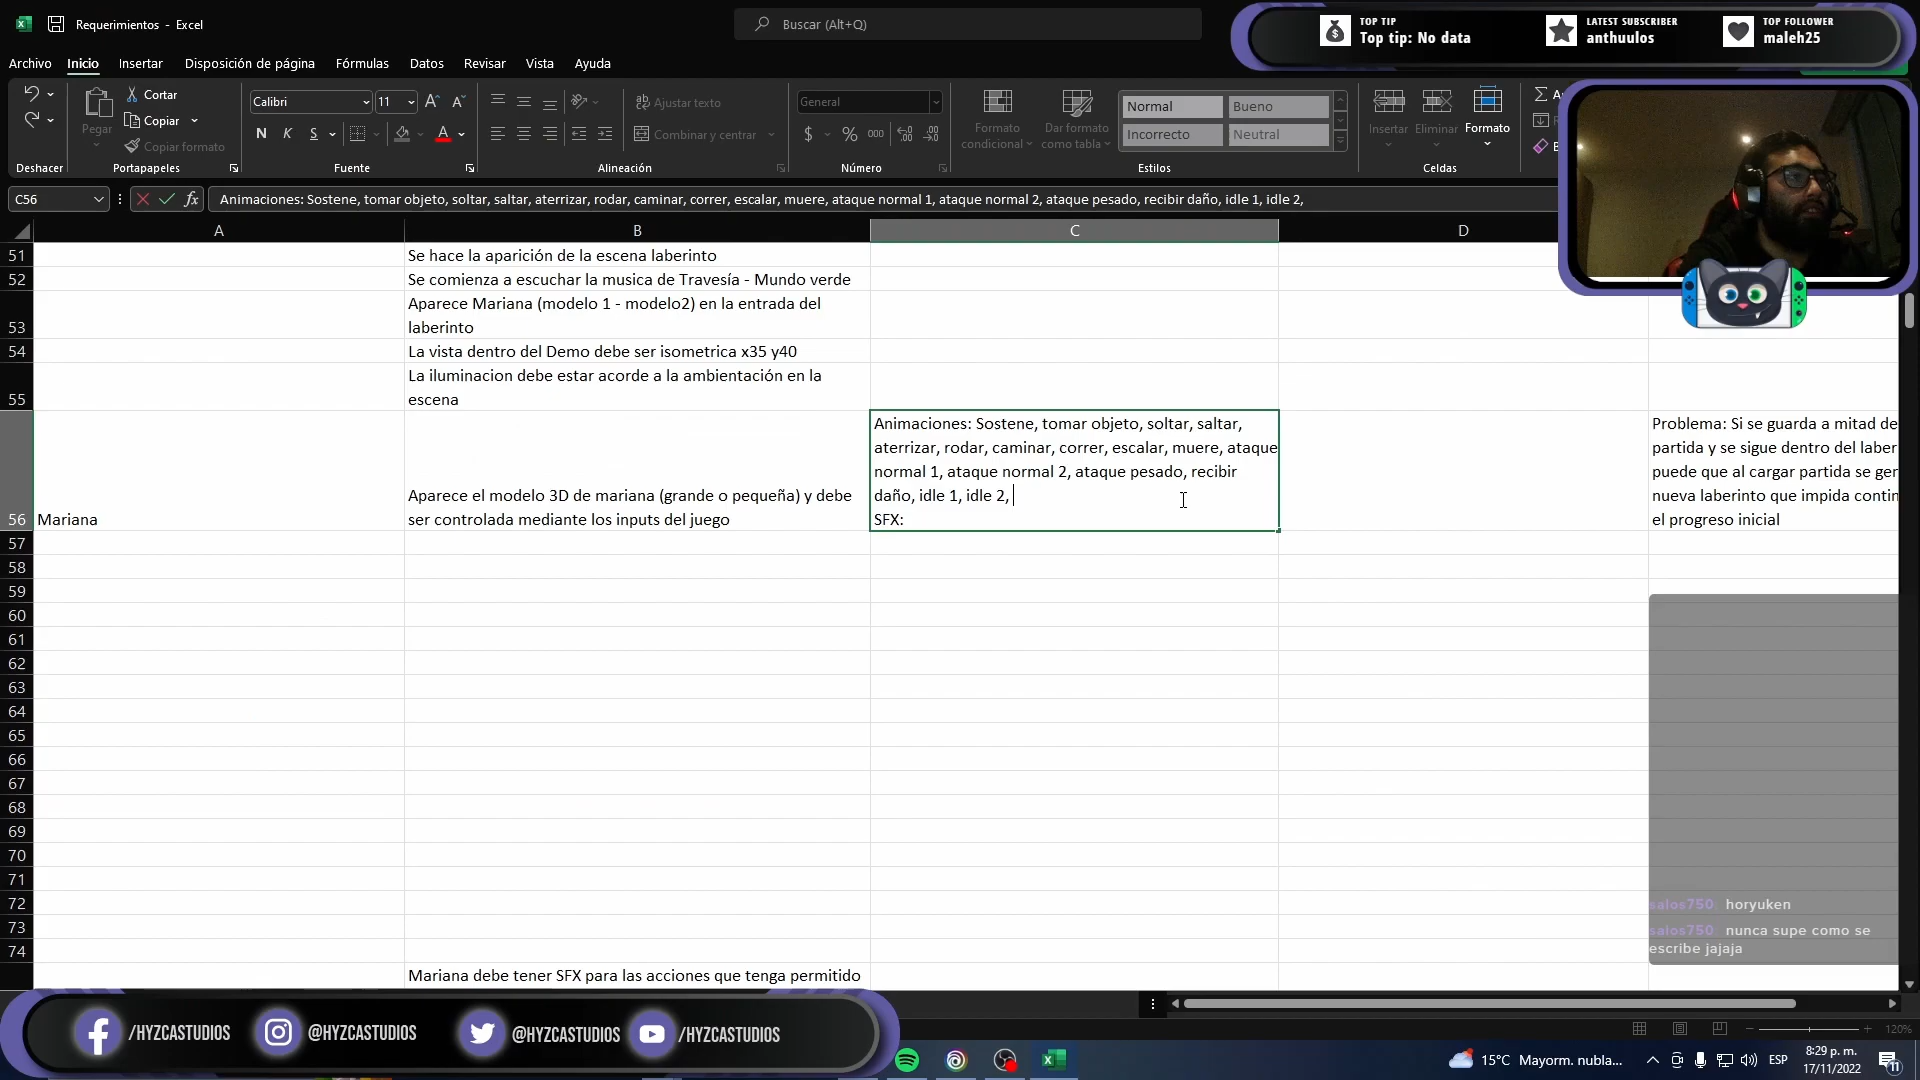 Requerimientos - Excel
Buscar (Alt+Q)
TOP TIP
Top tip: No data
LATEST SUBSCRIBER
anthuulos
TOP FOLLOWER
maleh25
Archivo Inicio Insertar Disposición de página Fórmulas Datos Revisar Vista Ayuda
Pegar
Cortar
Copiar
Copiar formato
Calibri 11
N K S
Ajustar texto
Combinar y centrar
General
$ % 000
Formato condicional
Dar formato como tabla
Normal Bueno
Incorrecto Neutral
Insertar Eliminar Formato
Deshacer Portapapeles Fuente Alineación Número Estilos Celdas
C56
fx
Animaciones: Sostene, tomar objeto, soltar, saltar, aterrizar, rodar, caminar, correr, escalar, muere, ataque normal 1, ataque normal 2, ataque pesado, recibir daño, idle 1, idle 2,
A B C D
51 Se hace la aparición de la escena laberinto
52 Se comienza a escuchar la musica de Travesía - Mundo verde
Aparece Mariana (modelo 1 - modelo2) en la entrada del
53 laberinto
54 La vista dentro del Demo debe ser isometrica x35 y40
La iluminacion debe estar acorde a la ambientación en la
55 escena
56 Mariana
Aparece el modelo 3D de mariana (grande o pequeña) y debe
ser controlada mediante los inputs del juego
Animaciones: Sostene, tomar objeto, soltar, saltar,
aterrizar, rodar, caminar, correr, escalar, muere, ataque
normal 1, ataque normal 2, ataque pesado, recibir
daño, idle 1, idle 2,
SFX:
Problema: Si se guarda a mitad de
partida y se sigue dentro del laber
puede que al cargar partida se ger
nueva laberinto que impida contin
el progreso inicial
57
58
59
60
61
62
63
64
65
66
67
68
69
70
71
72
73
74
Mariana debe tener SFX para las acciones que tenga permitido
salos750: horyuken
salos750: nunca supe como se
escribe jajaja
/HYZCASTUDIOS
@HYZCASTUDIOS
@HYZCASTUDIOS
/HYZCASTUDIOS
120%
15°C Mayorm. nubla...
ESP
8:29 p. m.
17/11/2022
11